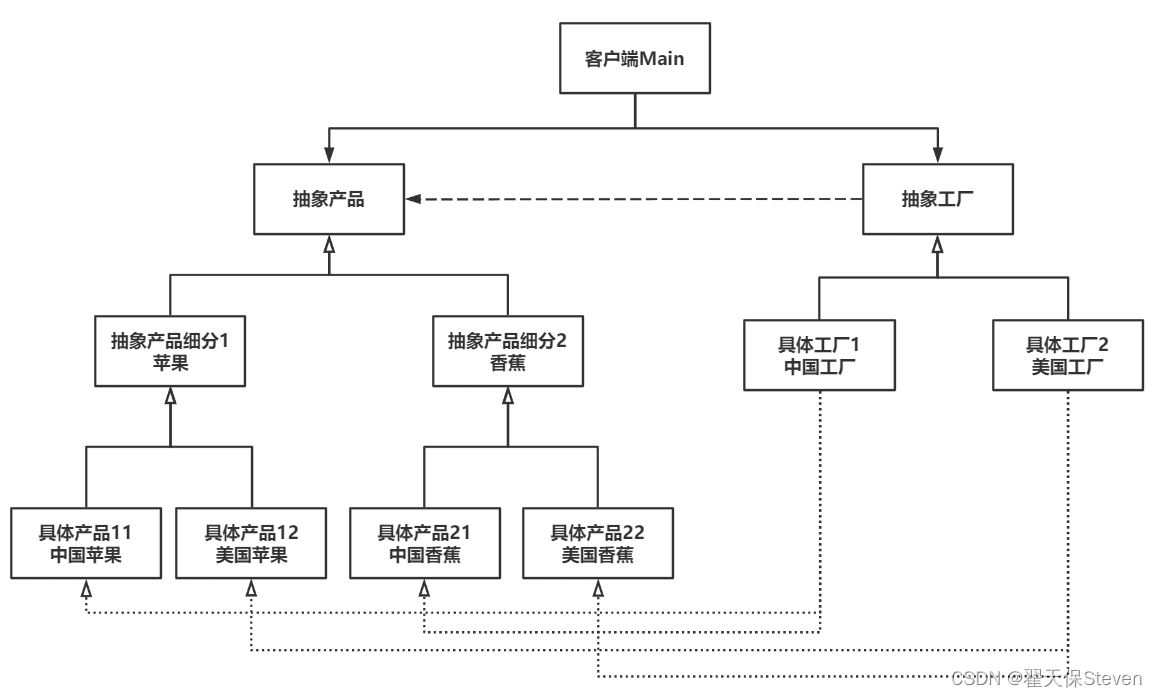 客户端Main
抽象产品
抽象工厂
抽象产品细分1
苹果
抽象产品细分2
香蕉
具体工厂1
中国工厂
具体工厂2
美国工厂
具体产品11
中国苹果
具体产品12
美国苹果
具体产品21
中国香蕉
具体产品22
美国香蕉
CSDN @翟天保Steven